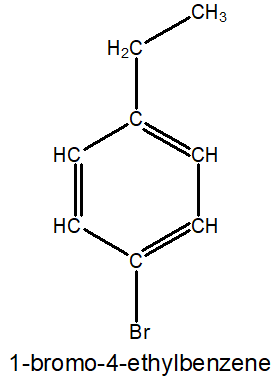 CH₃
H₂C
C
HC CH
HC CH
C
Br
1-bromo-4-ethylbenzene